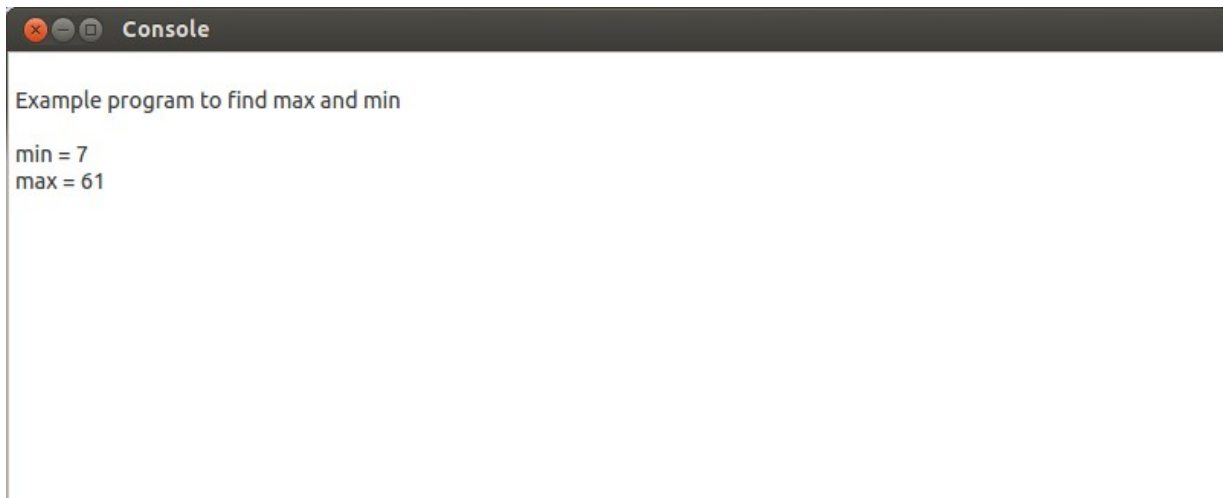 Console
Example program to find max and min
min = 7
max = 61